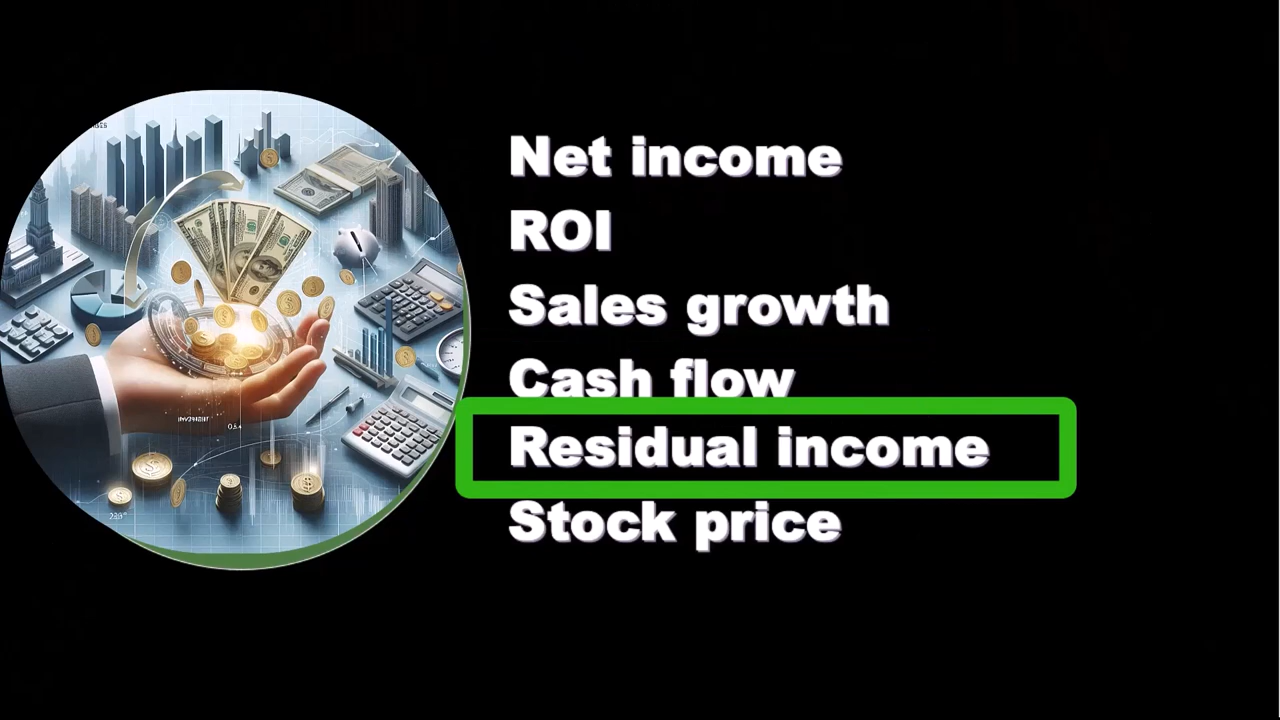 Net income
ROI
Sales growth
Cash flow
Residual income
Stock price